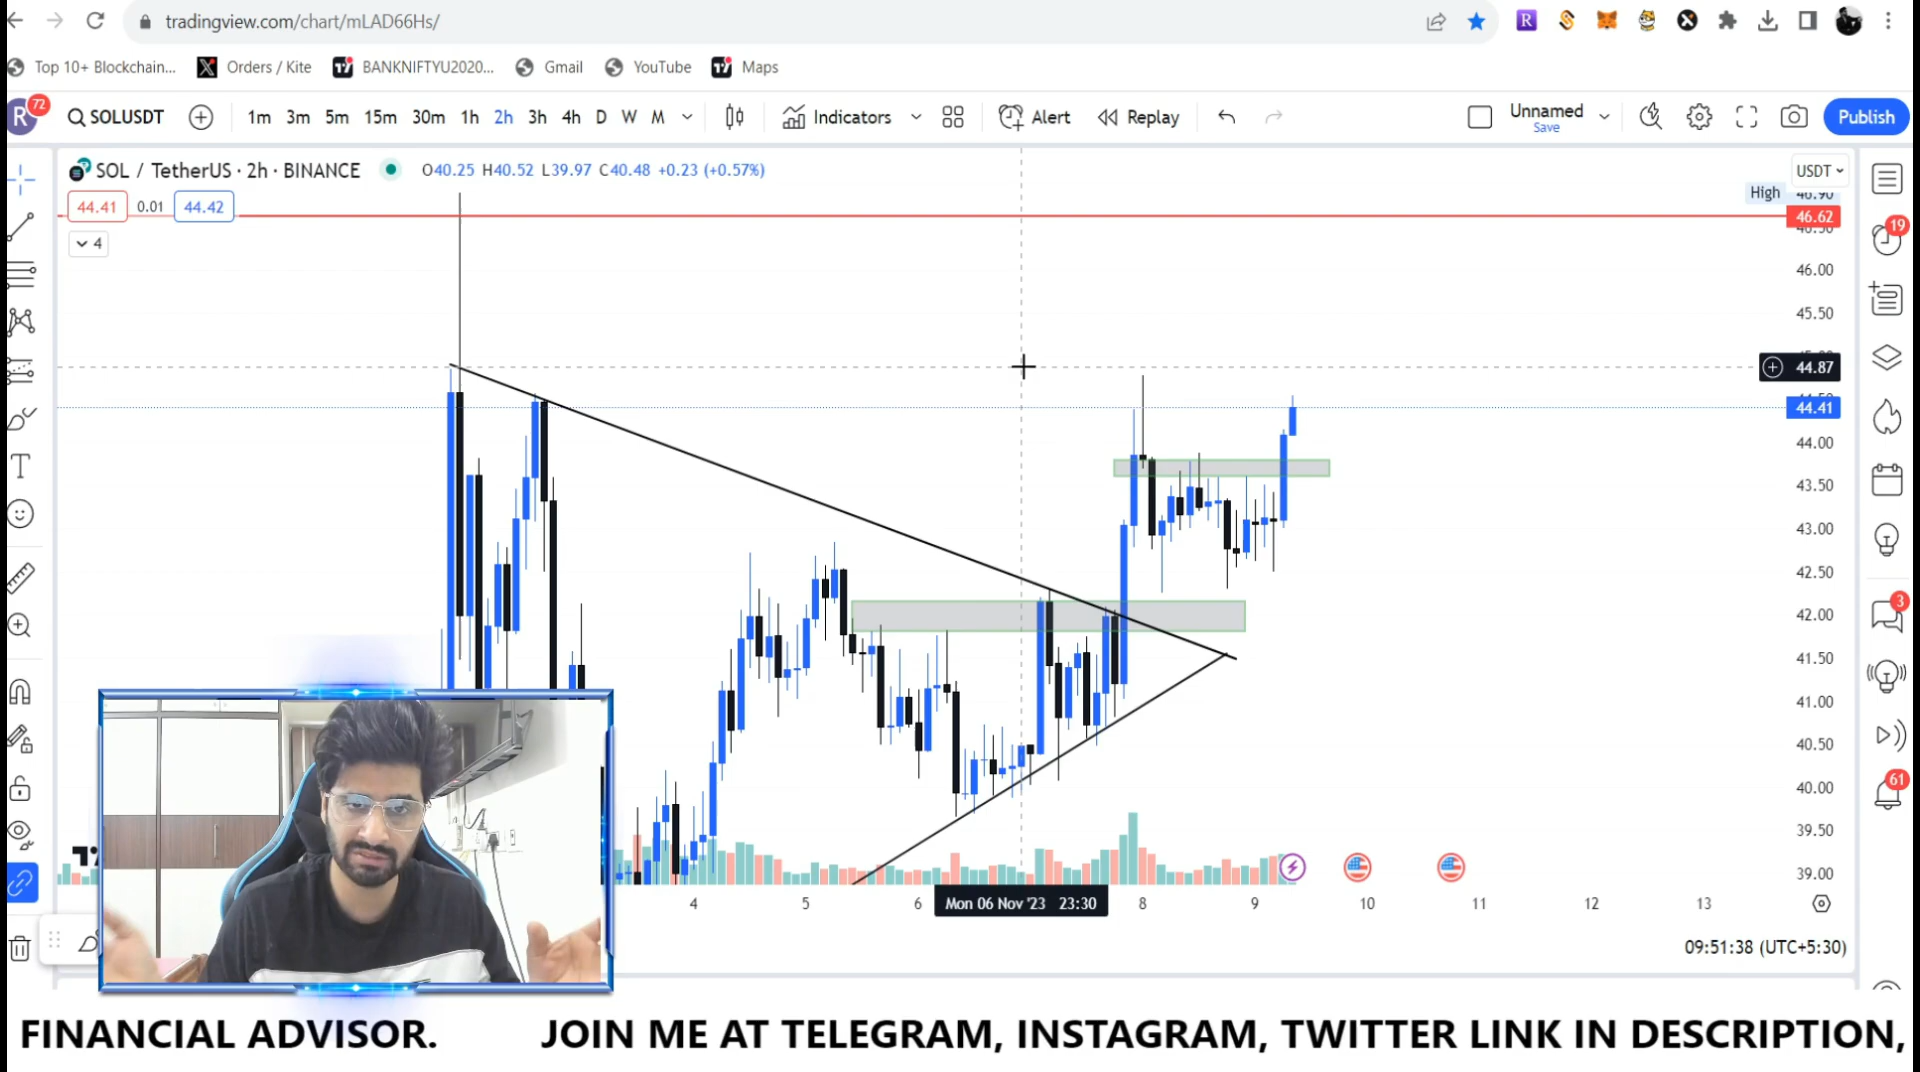 tradingview.com/chart/mLAD66Hs/
Top 10+ Blockchain... Orders / Kite BANKNIFTYU2020... Gmail YouTube Maps
R 72 SOLUSDT 1m 3m 5m 15m 30m 1h 2h 3h 4h D W M Indicators Alert Replay Unnamed Save Publish
SOL / TetherUS · 2h · BINANCE O40.25 H40.52 L39.97 C40.48 +0.23 (+0.57%) USDT
High 46.90
44.41 0.01 44.42
46.62
19
4
46.00
45.50
44.87
44.41
44.00
43.50
43.00
42.50
42.00
3
41.50
41.00
40.50
61
40.00
39.50
39.00
4 5 6 Mon 06 Nov '23 23:30 8 9 10 11 12 13
09:51:38 (UTC+5:30)
FINANCIAL ADVISOR. JOIN ME AT TELEGRAM, INSTAGRAM, TWITTER LINK IN DESCRIPTION,